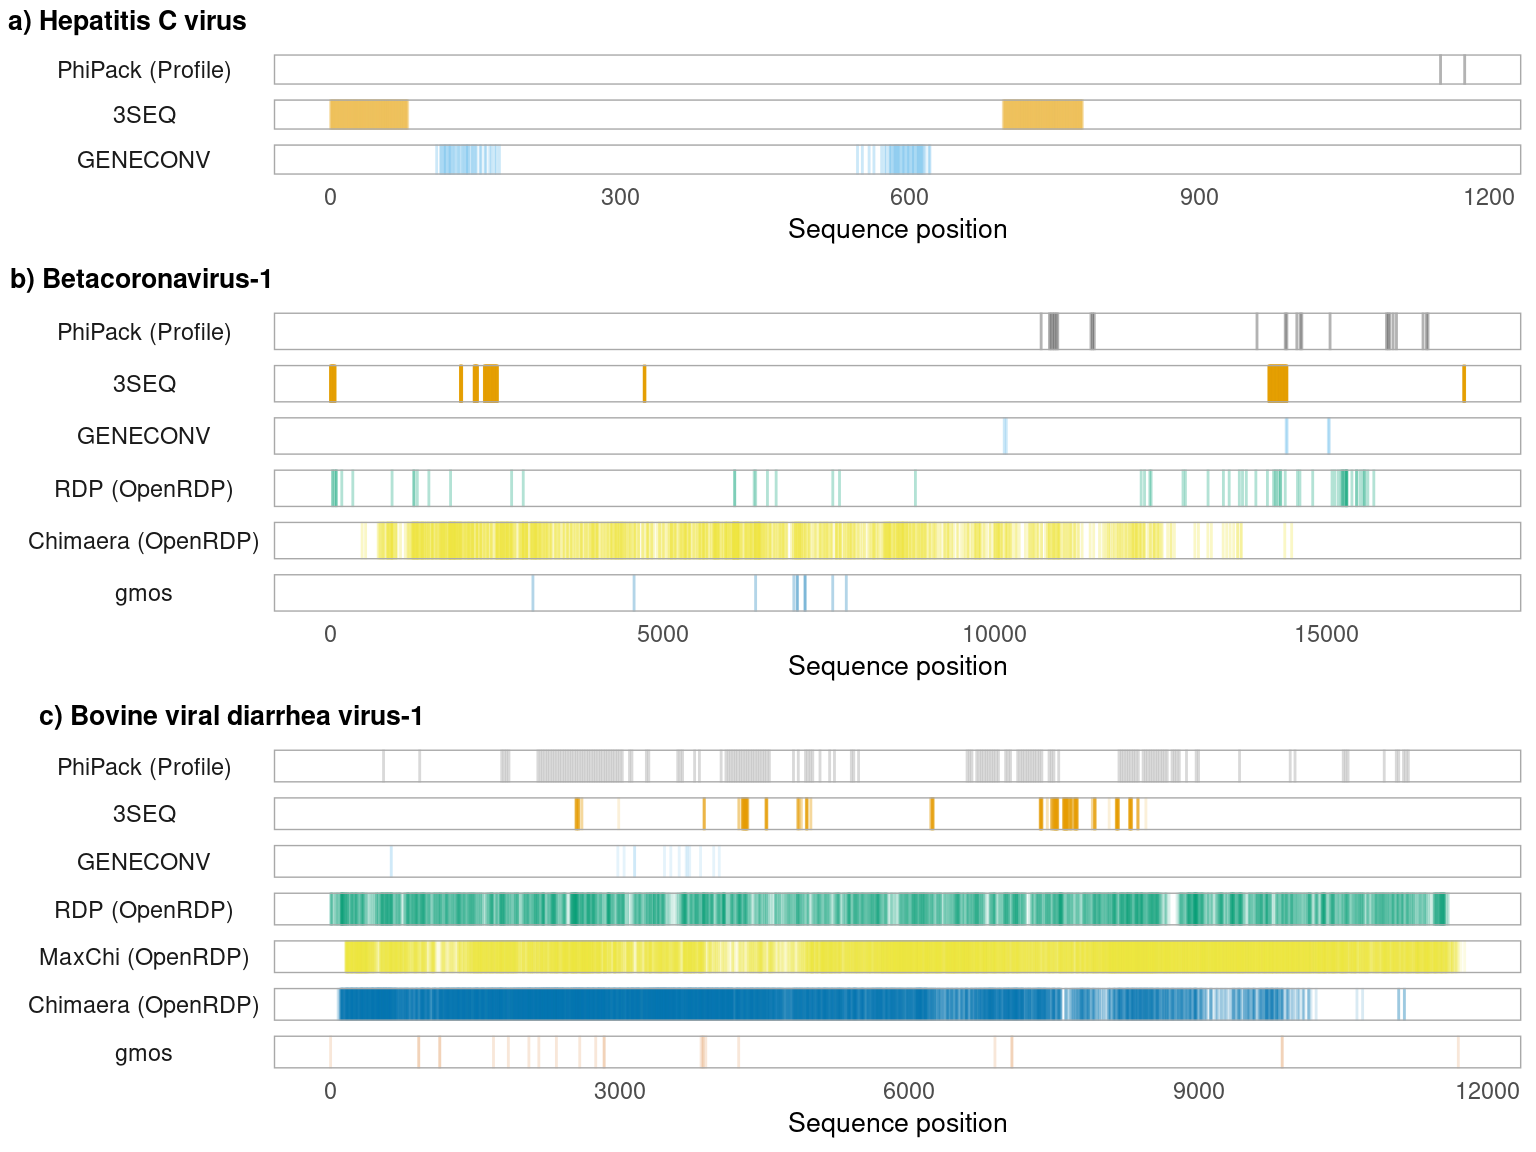 a) Hepatitis C virus
PhiPack (Profile)
3SEQ
GENECONV
0 300 600 900 1200
Sequence position
b) Betacoronavirus-1
PhiPack (Profile)
3SEQ
GENECONV
RDP (OpenRDP)
Chimaera (OpenRDP)
gmos
0 5000 10000 15000
Sequence position
c) Bovine viral diarrhea virus-1
PhiPack (Profile)
3SEQ
GENECONV
RDP (OpenRDP)
MaxChi (OpenRDP)
Chimaera (OpenRDP)
gmos
0 3000 6000 9000 12000
Sequence position